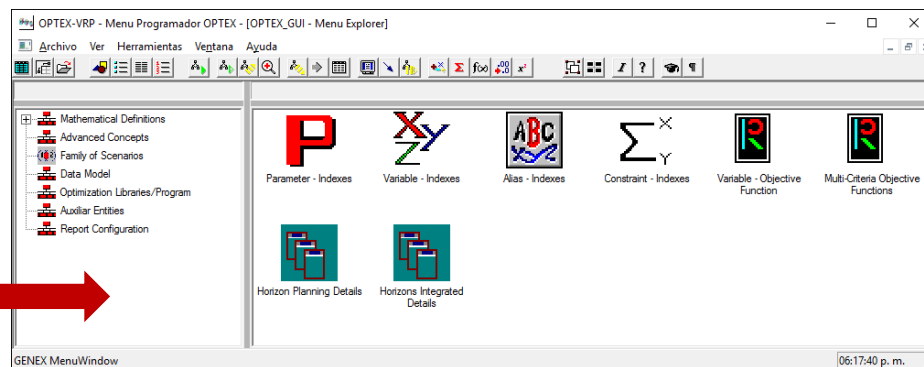 OPTEX-VRP - Menu Programador OPTEX - [OPTEX_GUI - Menu Explorer]
Archivo Ver Herramientas Ventana Ayuda
Mathematical Definitions
Advanced Concepts
Family of Scenarios
Data Model
Optimization Libraries/Program
Auxiliar Entities
Report Configuration
Parameter - Indexes
Variable - Indexes
Alias - Indexes
Constraint - Indexes
Variable - Objective
Function
Multi-Criteria Objective
Functions
Horizon Planning Details
Horizons Integrated
Details
GENEX MenuWindow
06:17:40 p. m.